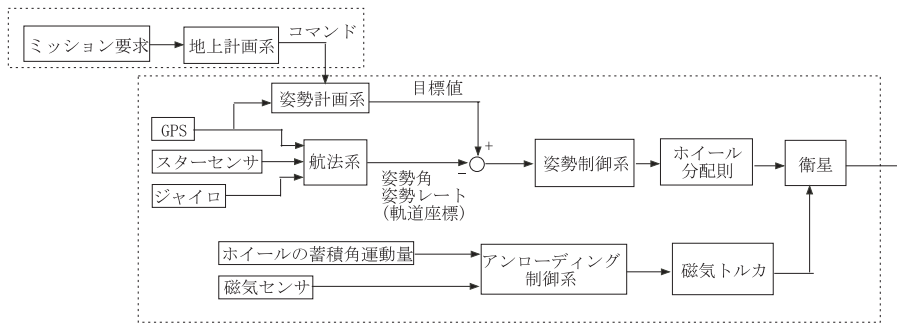 ミッション要求
地上計画系
コマンド
姿勢計画系
目標値
GPS
スターセンサ
ジャイロ
航法系
+
−
姿勢角
姿勢レート
(軌道座標)
姿勢制御系
ホイール
分配則
衛星
ホイールの蓄積角運動量
磁気センサ
アンローディング
制御系
磁気トルカ